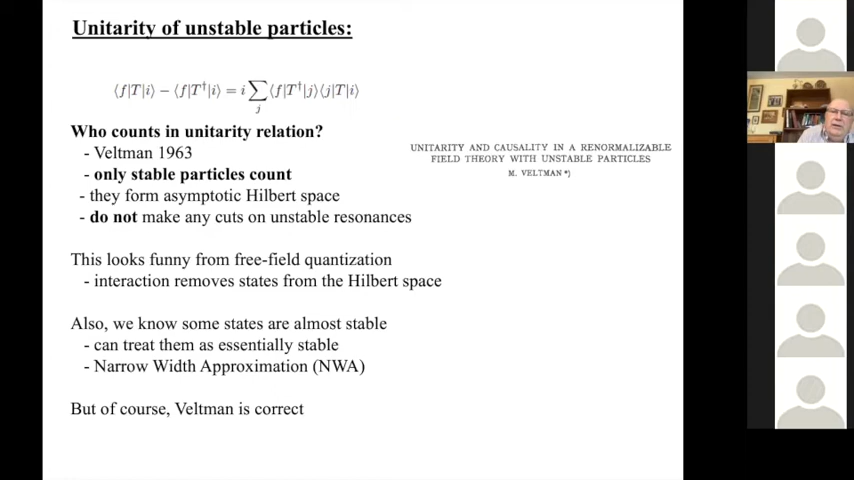 Unitarity of unstable particles:
⟨f|T|i⟩ − ⟨f|T†|i⟩ = i ∑_j ⟨f|T†|j⟩⟨j|T|i⟩
Who counts in unitarity relation?
- Veltman 1963
- only stable particles count
- they form asymptotic Hilbert space
- do not make any cuts on unstable resonances
UNITARITY AND CAUSALITY IN A RENORMALIZABLE
FIELD THEORY WITH UNSTABLE PARTICLES
M. VELTMAN *)
This looks funny from free-field quantization
- interaction removes states from the Hilbert space
Also, we know some states are almost stable
- can treat them as essentially stable
- Narrow Width Approximation (NWA)
But of course, Veltman is correct